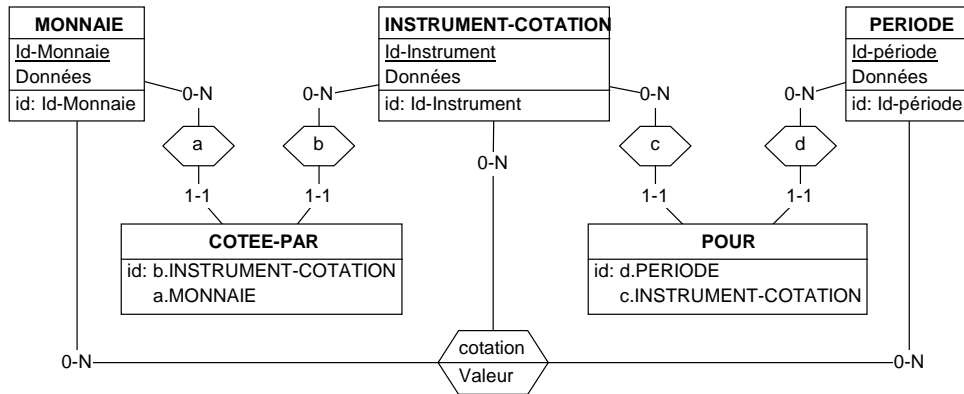 MONNAIE
Id-Monnaie
Données
id: Id-Monnaie
INSTRUMENT-COTATION
Id-Instrument
Données
id: Id-Instrument
PERIODE
Id-période
Données
id: Id-période
0-N
0-N
0-N
0-N
a
b
c
d
0-N
1-1
1-1
1-1
1-1
COTEE-PAR
id: b.INSTRUMENT-COTATION
a.MONNAIE
POUR
id: d.PERIODE
c.INSTRUMENT-COTATION
0-N
cotation
Valeur
0-N